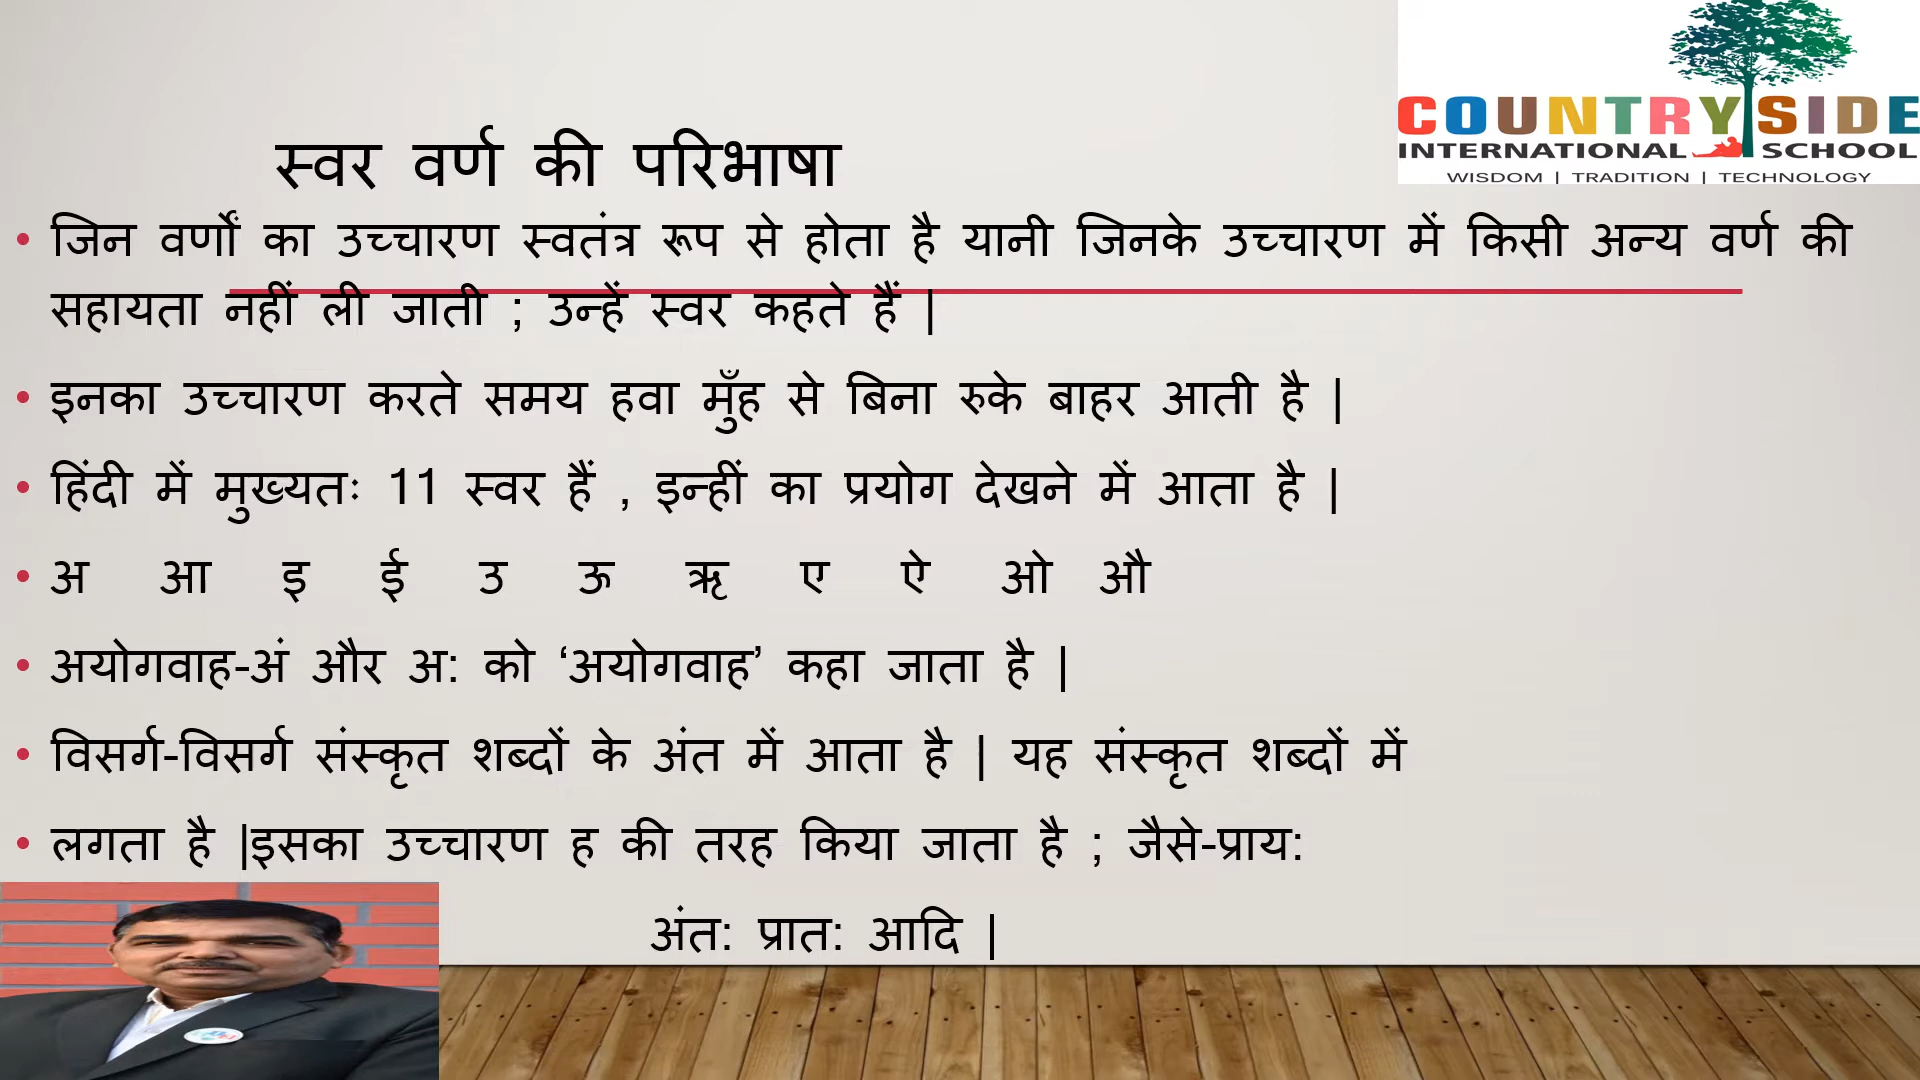 COUNTRY SIDE
INTERNATIONAL SCHOOL
WISDOM | TRADITION | TECHNOLOGY
स्वर वर्ण की परिभाषा
• जिन वर्णों का उच्चारण स्वतंत्र रूप से होता है यानी जिनके उच्चारण में किसी अन्य वर्ण की
सहायता नहीं ली जाती ; उन्हें स्वर कहते हैं |
• इनका उच्चारण करते समय हवा मुँह से बिना रुके बाहर आती है |
• हिंदी में मुख्यतः 11 स्वर हैं , इन्हीं का प्रयोग देखने में आता है |
• अ आ इ ई उ ऊ ऋ ए ऐ ओ औ
• अयोगवाह-अं और अ: को ‘अयोगवाह’ कहा जाता है |
• विसर्ग-विसर्ग संस्कृत शब्दों के अंत में आता है | यह संस्कृत शब्दों में
• लगता है |इसका उच्चारण ह की तरह किया जाता है ; जैसे-प्राय:
अंत: प्रात: आदि |